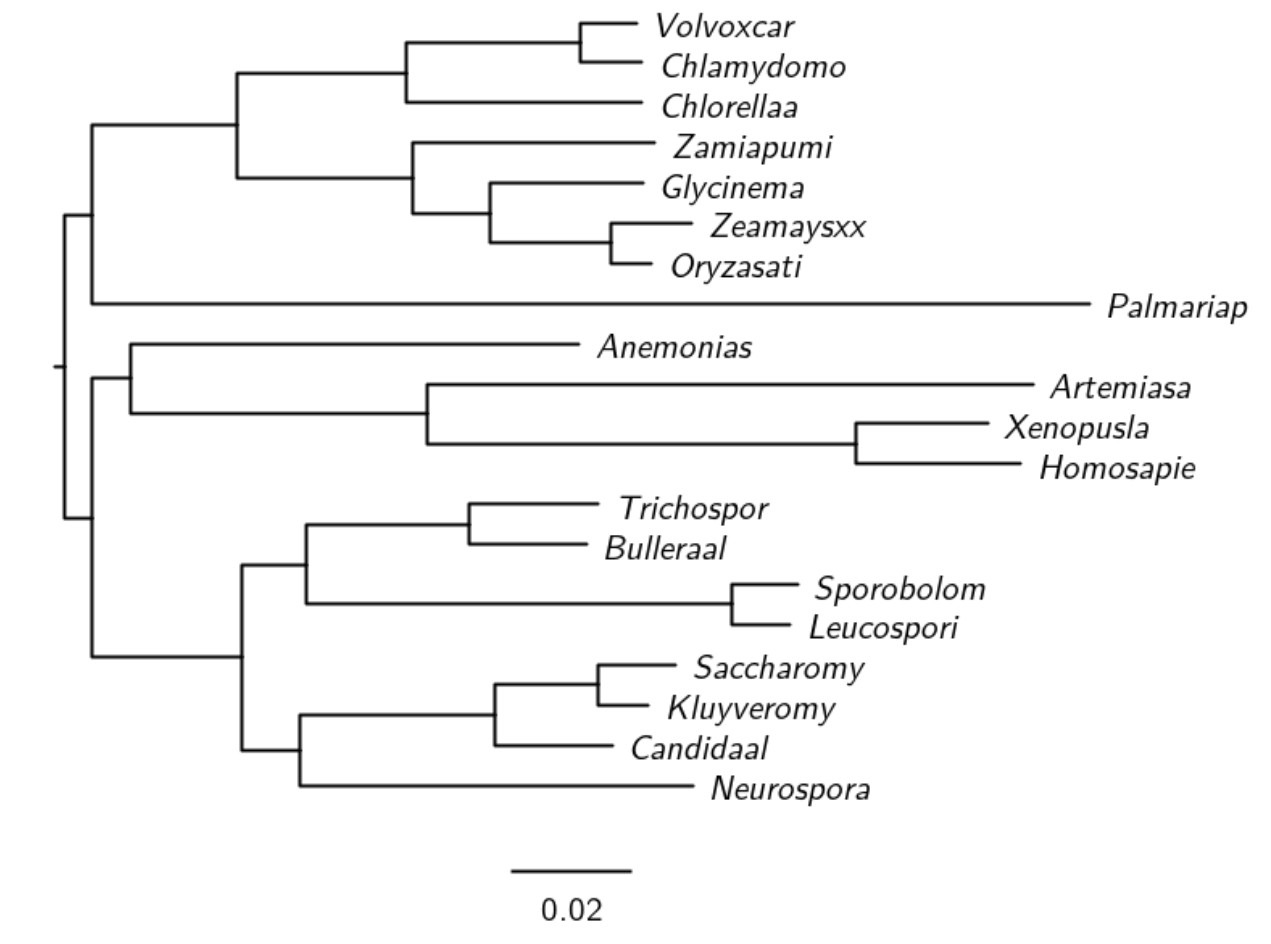 Volvoxcar
Chlamydomo
Chlorellaa
Zamiapumi
Glycinema
Zeamaysxx
Oryzasati
Palmariap
Anemonias
Artemiasa
Xenopusla
Homosapie
Trichospor
Bulleraal
Sporobolom
Leucospori
Saccharomy
Kluyveromy
Candidaal
Neurospora
0.02